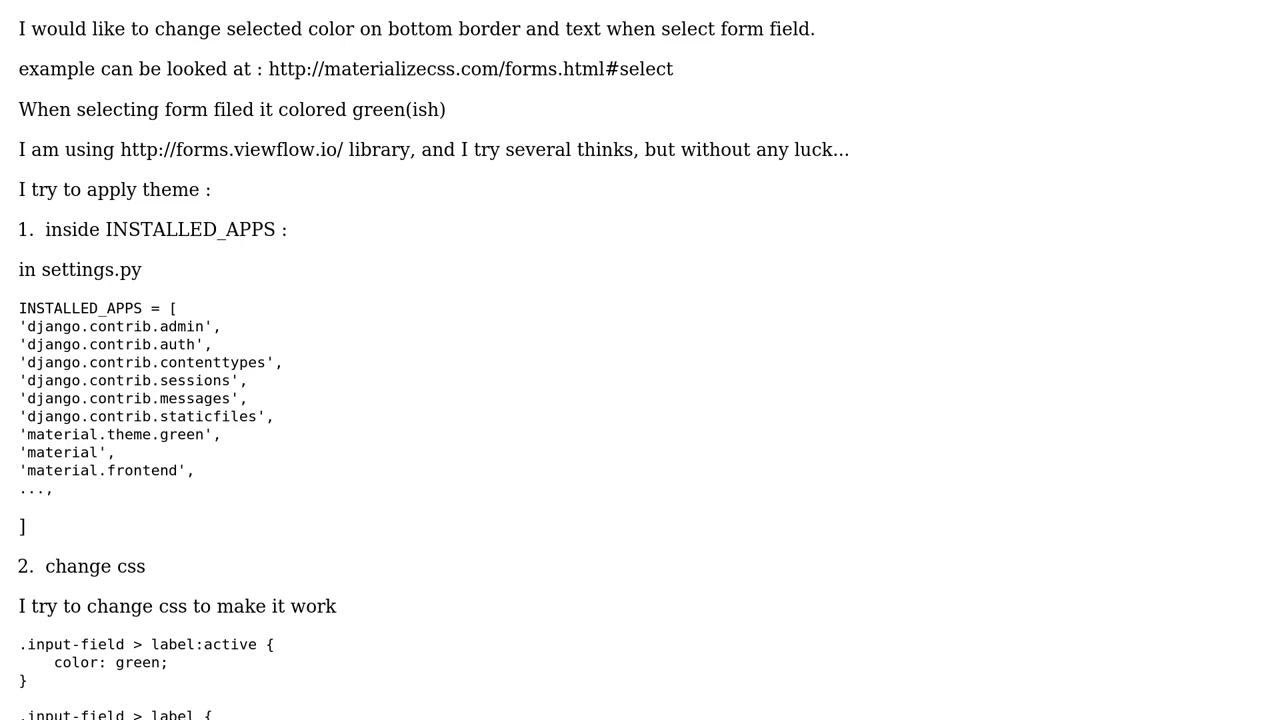 I would like to change selected color on bottom border and text when select form field.
example can be looked at : http://materializecss.com/forms.html#select
When selecting form filed it colored green(ish)
I am using http://forms.viewflow.io/ library, and I try several thinks, but without any luck...
I try to apply theme :
1. inside INSTALLED_APPS :
in settings.py
INSTALLED_APPS = [
'django.contrib.admin',
'django.contrib.auth',
'django.contrib.contenttypes',
'django.contrib.sessions',
'django.contrib.messages',
'django.contrib.staticfiles',
'material.theme.green',
'material',
'material.frontend',
...,
]
2. change css
I try to change css to make it work
.input-field > label:active {
    color: green;
}
.input-field > label {